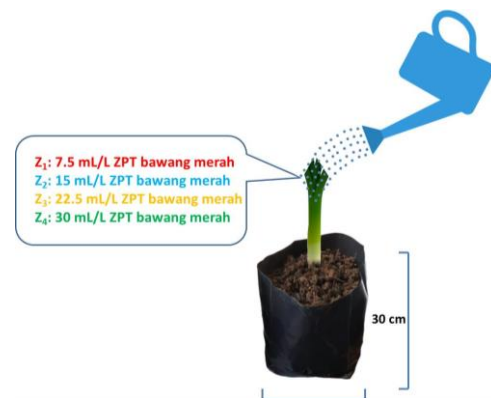 Z₁: 7.5 mL/L ZPT bawang merah
Z₂: 15 mL/L ZPT bawang merah
Z₃: 22.5 mL/L ZPT bawang merah
Z₄: 30 mL/L ZPT bawang merah
30 cm